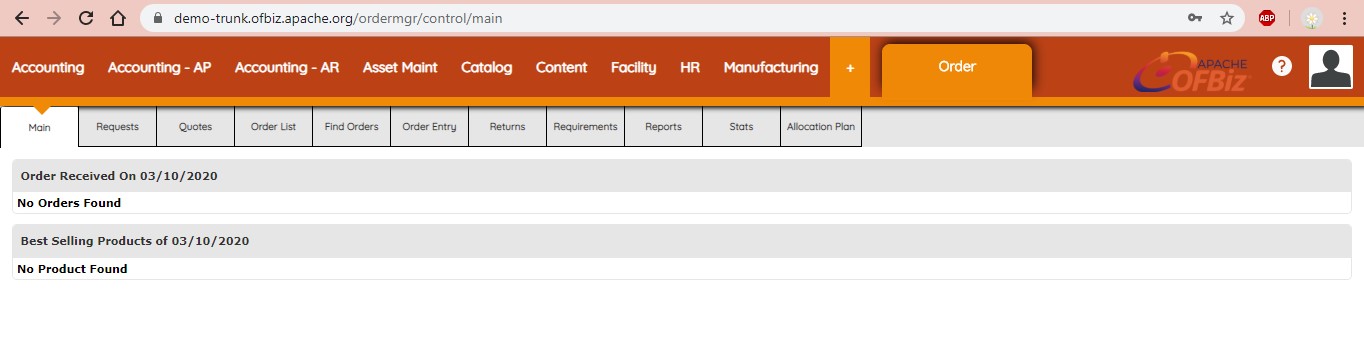 demo-trunk.ofbiz.apache.org/ordermgr/control/main
ABP
Accounting Accounting - AP Accounting - AR Asset Maint Catalog Content Facility HR Manufacturing + Order APACHE OFBiz ?
Main Requests Quotes Order List Find Orders Order Entry Returns Requirements Reports Stats Allocation Plan
Order Received On 03/10/2020
No Orders Found
Best Selling Products of 03/10/2020
No Product Found